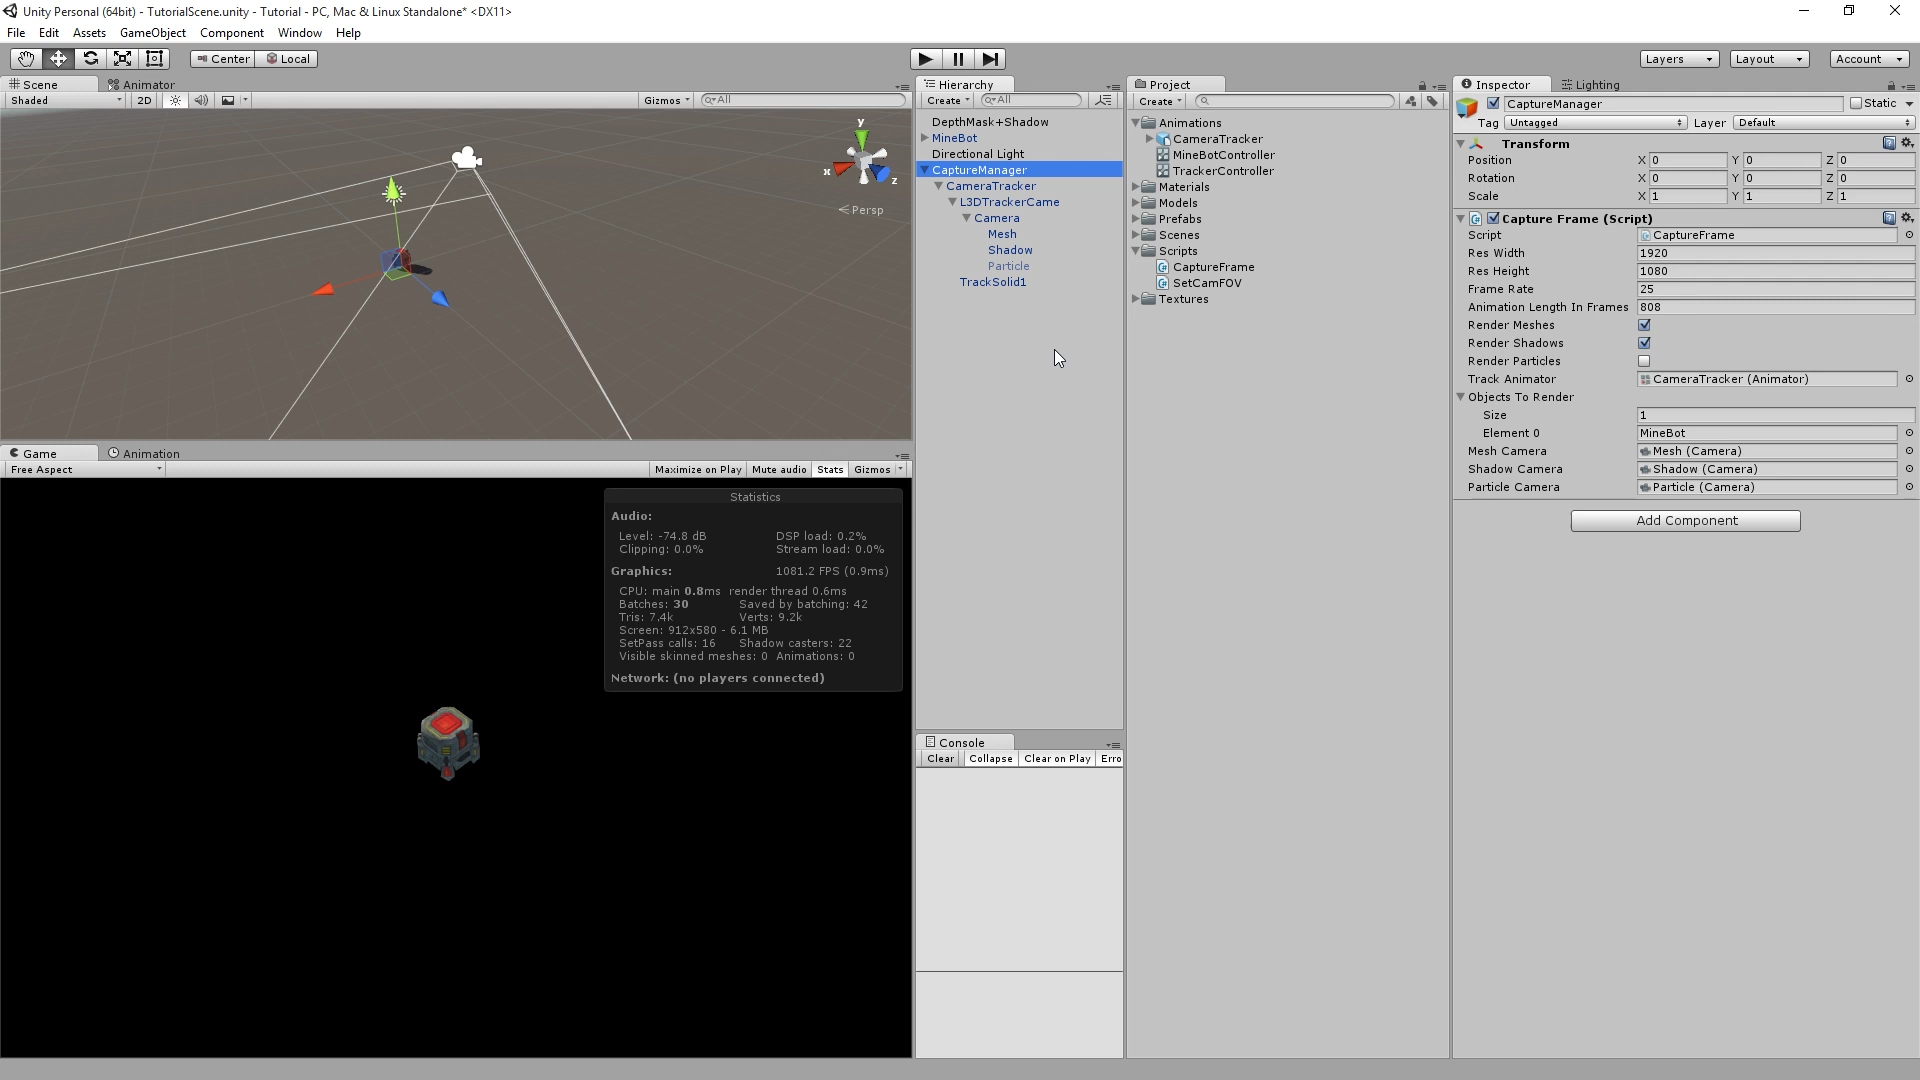 Unity Personal (64bit) - TutorialScene.unity - Tutorial - PC, Mac & Linux Standalone* <DX11>
File Edit Assets GameObject Component Window Help
Center Local
Layers Layout Account
Scene Animator
Shaded 2D Gizmos All
y
x
z
Persp
Game Animation
Free Aspect Maximize on Play Mute audio Stats Gizmos
Statistics
Audio:
Level: -74.8 dB DSP load: 0.2%
Clipping: 0.0% Stream load: 0.0%
Graphics: 1081.2 FPS (0.9ms)
CPU: main 0.8ms render thread 0.6ms
Batches: 30 Saved by batching: 42
Tris: 7.4k Verts: 9.2k
Screen: 912x580 - 6.1 MB
SetPass calls: 16 Shadow casters: 22
Visible skinned meshes: 0 Animations: 0
Network: (no players connected)
Hierarchy
Create All
DepthMask+Shadow
MineBot
Directional Light
CaptureManager
CameraTracker
L3DTrackerCame
Camera
Mesh
Shadow
Particle
TrackSolid1
Console
Clear Collapse Clear on Play Erro
Project
Create
Animations
CameraTracker
MineBotController
TrackerController
Materials
Models
Prefabs
Scenes
Scripts
CaptureFrame
SetCamFOV
Textures
Inspector Lighting
CaptureManager Static
Tag Untagged Layer Default
Transform
Position X 0 Y 0 Z 0
Rotation X 0 Y 0 Z 0
Scale X 1 Y 1 Z 1
Capture Frame (Script)
Script CaptureFrame
Res Width 1920
Res Height 1080
Frame Rate 25
Animation Length In Frames 808
Render Meshes
Render Shadows
Render Particles
Track Animator CameraTracker (Animator)
Objects To Render
Size 1
Element 0 MineBot
Mesh Camera Mesh (Camera)
Shadow Camera Shadow (Camera)
Particle Camera Particle (Camera)
Add Component